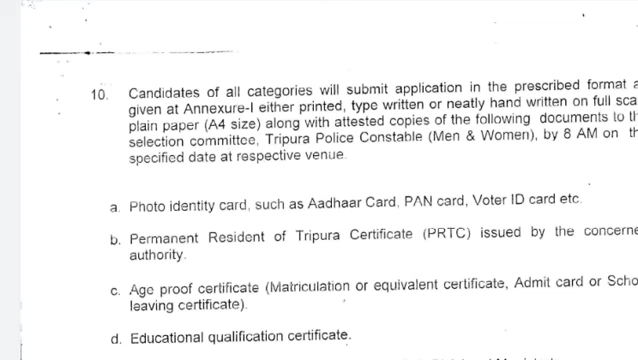 10. Candidates of all categories will submit application in the prescribed format
given at Annexure-I either printed, type written or neatly hand written on full
plain paper (A4 size) along with attested copies of the following documents to
selection committee, Tripura Police Constable (Men & Women), by 8 AM on
specified date at respective venue.
a. Photo identity card, such as Aadhaar Card, PAN card, Voter ID card etc.
b. Permanent Resident of Tripura Certificate (PRTC) issued by the
authority.
c. Age proof certificate (Matriculation or equivalent certificate, Admit card or
leaving certificate).
d. Educational qualification certificate.